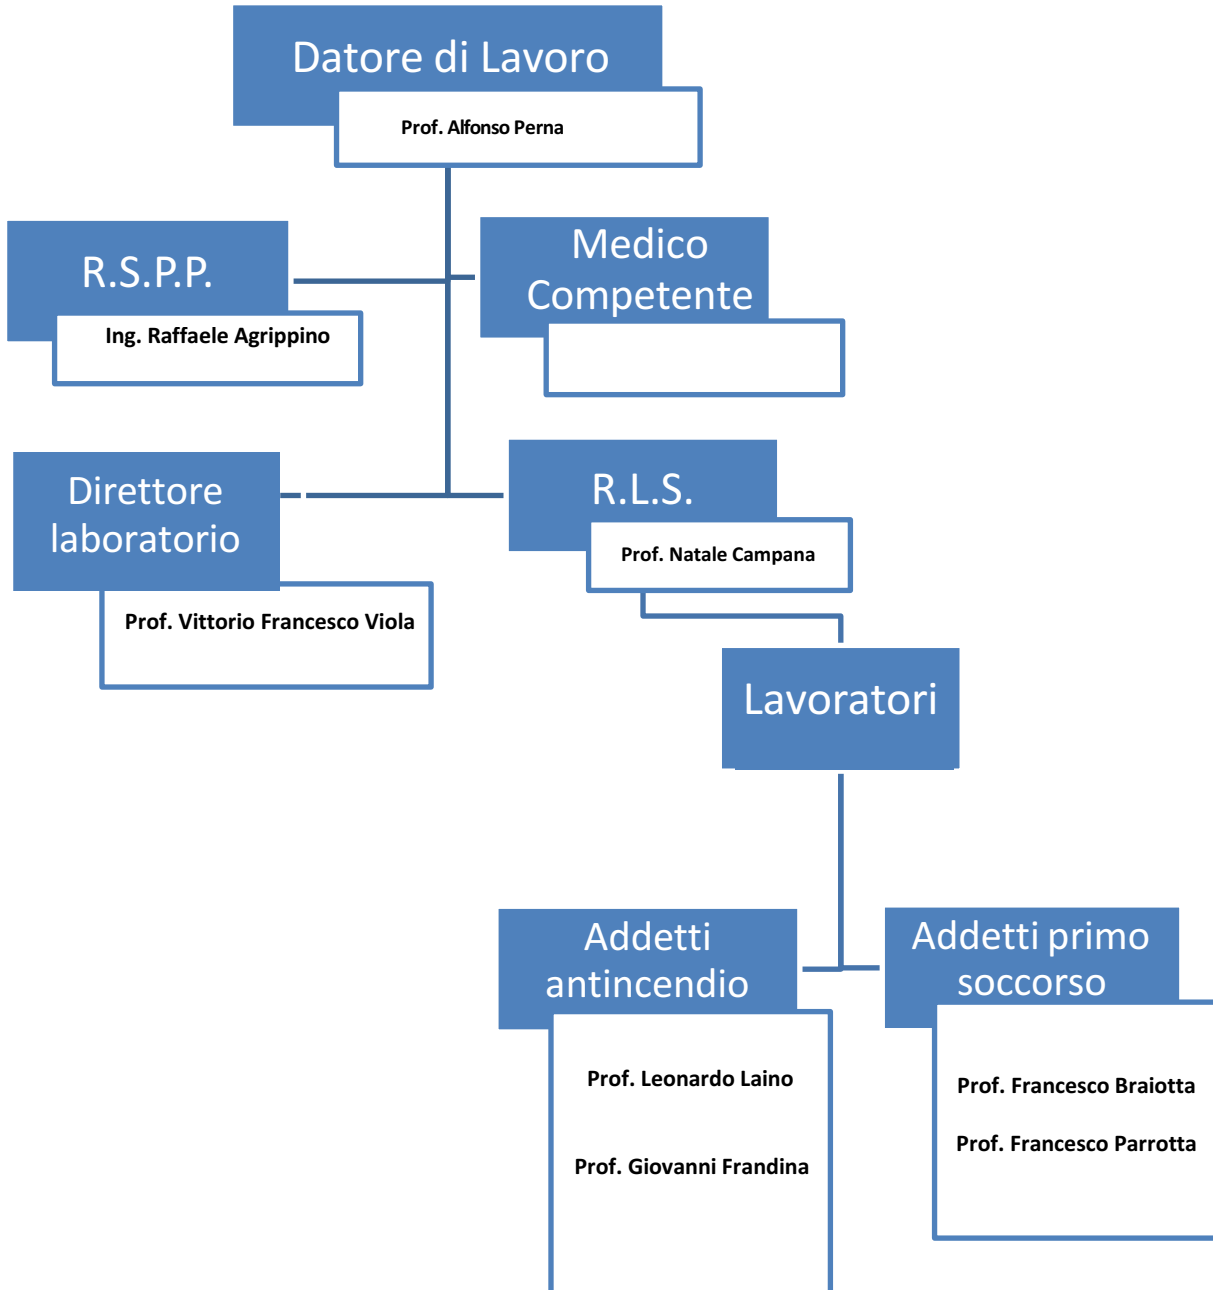 Datore di Lavoro
Prof. Alfonso Perna
R.S.P.P.
Ing. Raffaele Agrippino
Medico
Competente
Direttore
laboratorio
Prof. Vittorio Francesco Viola
R.L.S.
Prof. Natale Campana
Lavoratori
Addetti
antincendio
Prof. Leonardo Laino
Prof. Giovanni Frandina
Addetti primo
soccorso
Prof. Francesco Braiotta
Prof. Francesco Parrotta